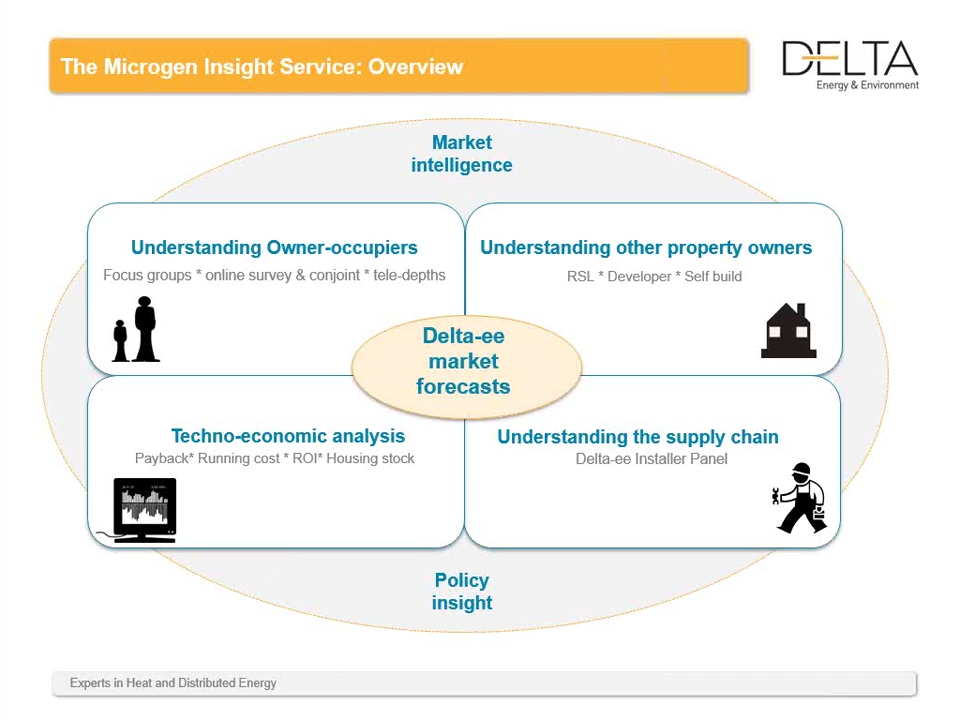 The Microgen Insight Service: Overview
DELTA
Energy & Environment
Market
intelligence
Understanding Owner-occupiers
Focus groups * online survey & conjoint * tele-depths
Understanding other property owners
RSL * Developer * Self build
Delta-ee
market
forecasts
Techno-economic analysis
Payback* Running cost * ROI* Housing stock
Understanding the supply chain
Delta-ee Installer Panel
Policy
insight
Experts in Heat and Distributed Energy